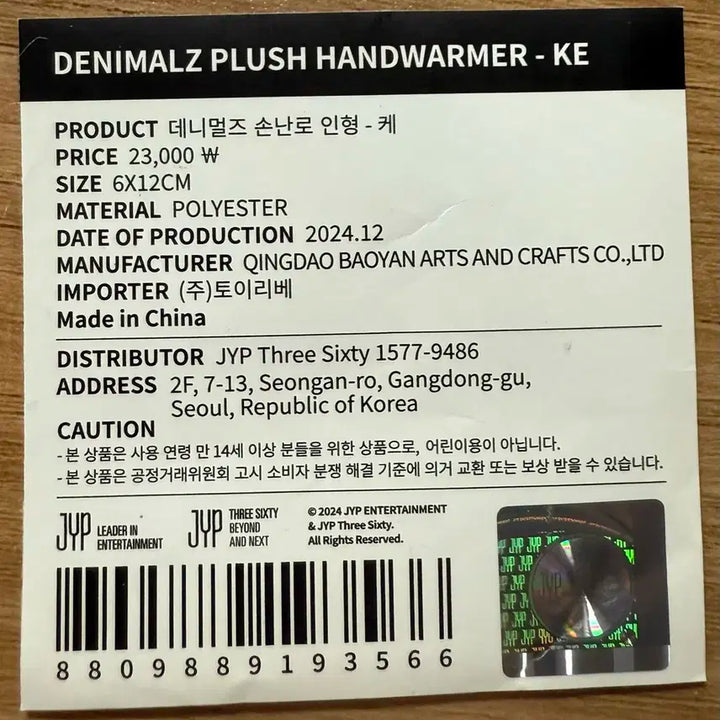 DENIMALZ PLUSH HANDWARMER - KE
PRODUCT 데니멀즈 손난로 인형 - 케
PRICE 23,000 ₩
SIZE 6X12CM
MATERIAL POLYESTER
DATE OF PRODUCTION 2024.12
MANUFACTURER QINGDAO BAOYAN ARTS AND CRAFTS CO.,LTD
IMPORTER (주)토이리베
Made in China
DISTRIBUTOR JYP Three Sixty 1577-9486
ADDRESS 2F, 7-13, Seongan-ro, Gangdong-gu,
Seoul, Republic of Korea
CAUTION
- 본 상품은 사용 연령 만 14세 이상 분들을 위한 상품으로, 어린이용이 아닙니다.
- 본 상품은 공정거래위원회 고시 소비자 분쟁 해결 기준에 의거 교환 또는 보상 받을 수 있습니다.
JYP LEADER IN
ENTERTAINMENT
JYP THREE SIXTY
BEYOND
AND NEXT
© 2024 JYP ENTERTAINMENT
& JYP Three Sixty.
All Rights Reserved.
JYP JYP JYP JYP
8809889193566